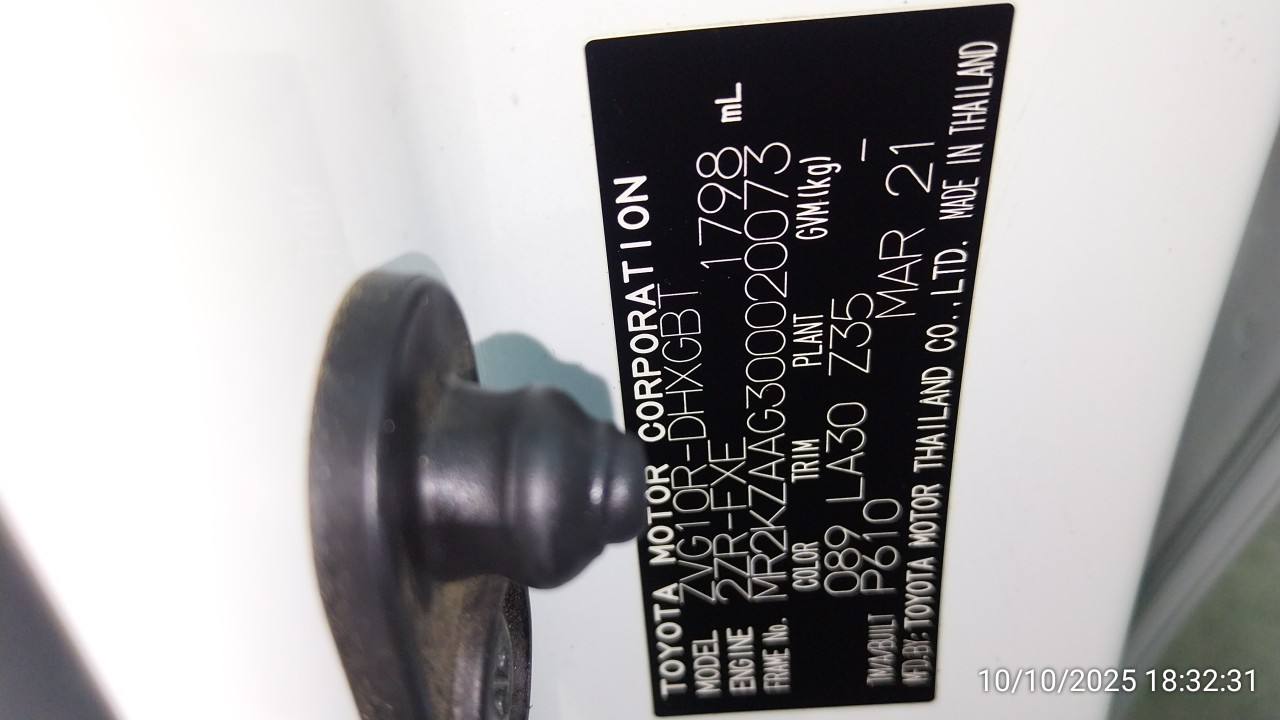 TOYOTA MOTOR CORPORATION
MODEL ZVG10R-DHXGBT
ENGINE 2ZR-FXE 1798 mL
FRAME No. MR2KZAAG300020073
COLOR TRIM PLANT GVM(kg)
089 LA30 Z35 –
TM/A/BUILT P610 MAR 21
MFD.BY: TOYOTA MOTOR THAILAND CO.,LTD. MADE IN THAILAND
10/10/2025 18:32:31